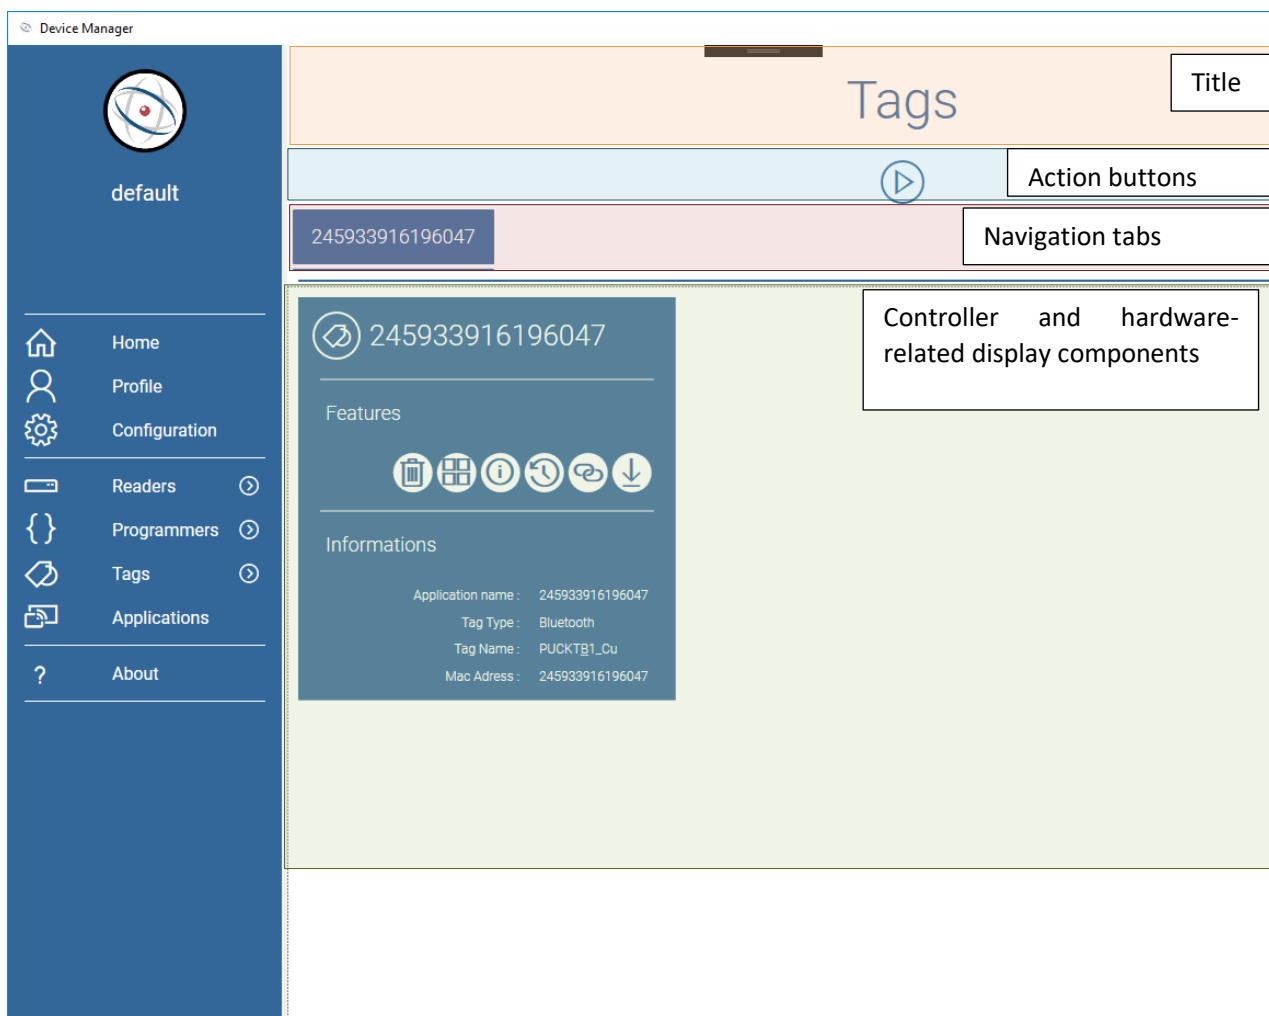 Device Manager
default
Home
Profile
Configuration
Readers
Programmers
Tags
Applications
? About
Tags
Title
Action buttons
245933916196047
Navigation tabs
Controller and hardware-
related display components
245933916196047
Features
Informations
Application name : 245933916196047
Tag Type : Bluetooth
Tag Name : PUCKTB1_Cu
Mac Adress : 245933916196047